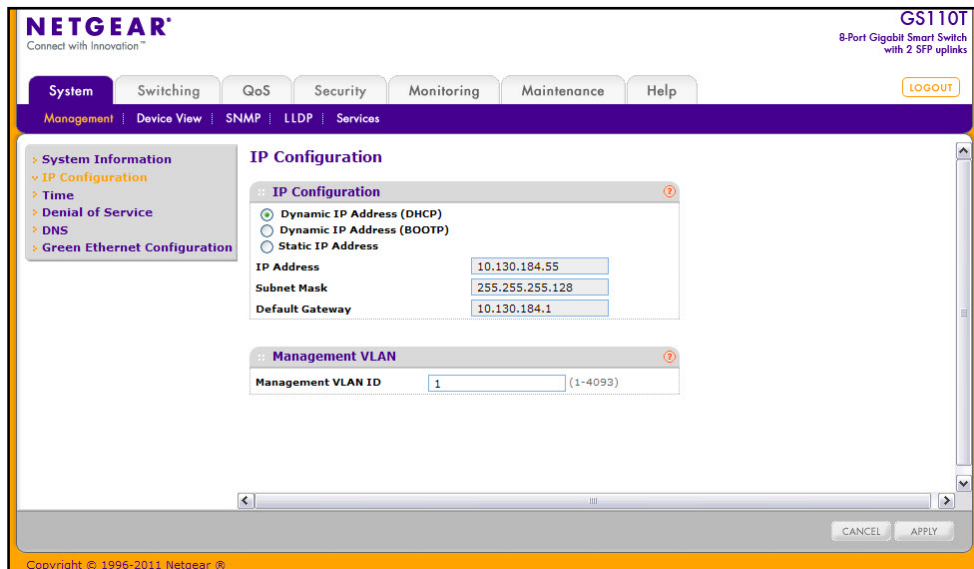 NETGEAR®
Connect with Innovation™
GS110T
8-Port Gigabit Smart Switch
with 2 SFP uplinks
System Switching QoS Security Monitoring Maintenance Help LOGOUT
Management Device View SNMP LLDP Services
System Information
IP Configuration
Time
Denial of Service
DNS
Green Ethernet Configuration
IP Configuration
IP Configuration
Dynamic IP Address (DHCP)
Dynamic IP Address (BOOTP)
Static IP Address
IP Address 10.130.184.55
Subnet Mask 255.255.255.128
Default Gateway 10.130.184.1
Management VLAN
Management VLAN ID 1 (1-4093)
CANCEL APPLY
Copyright © 1996-2011 Netgear ®